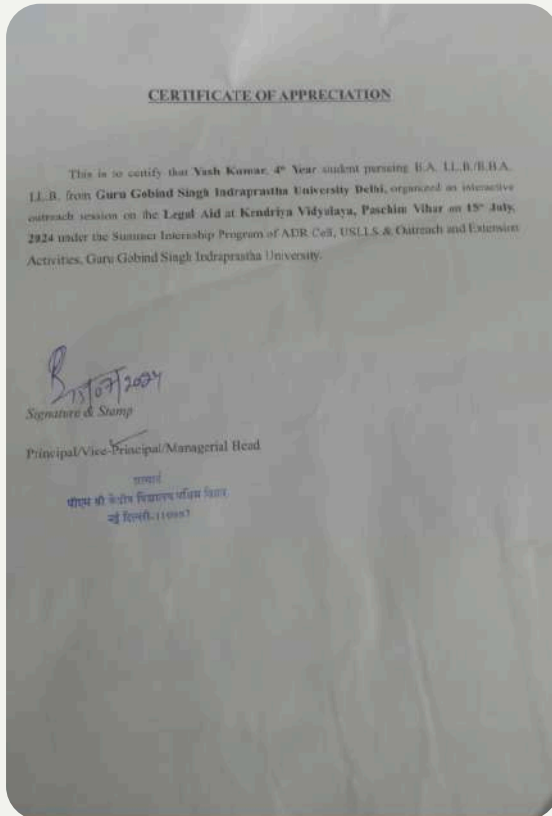 CERTIFICATE OF APPRECIATION
This is to certify that Yash Kumar, 4th Year student pursuing B.A. LL.B./B.B.A.
LL.B. from Guru Gobind Singh Indraprastha University Delhi, organized an interactive
outreach session on the Legal Aid at Kendriya Vidyalaya, Paschim Vihar on 15th July,
2024 under the Summer Internship Program of ADR Cell, USLLS & Outreach and Extension
Activities, Guru Gobind Singh Indraprastha University.
15/07/2024
Signature & Stamp
Principal/Vice-Principal/Managerial Head
प्राचार्य
पीएम श्री केंद्रीय विद्यालय पश्चिम विहार
नई दिल्ली-110087